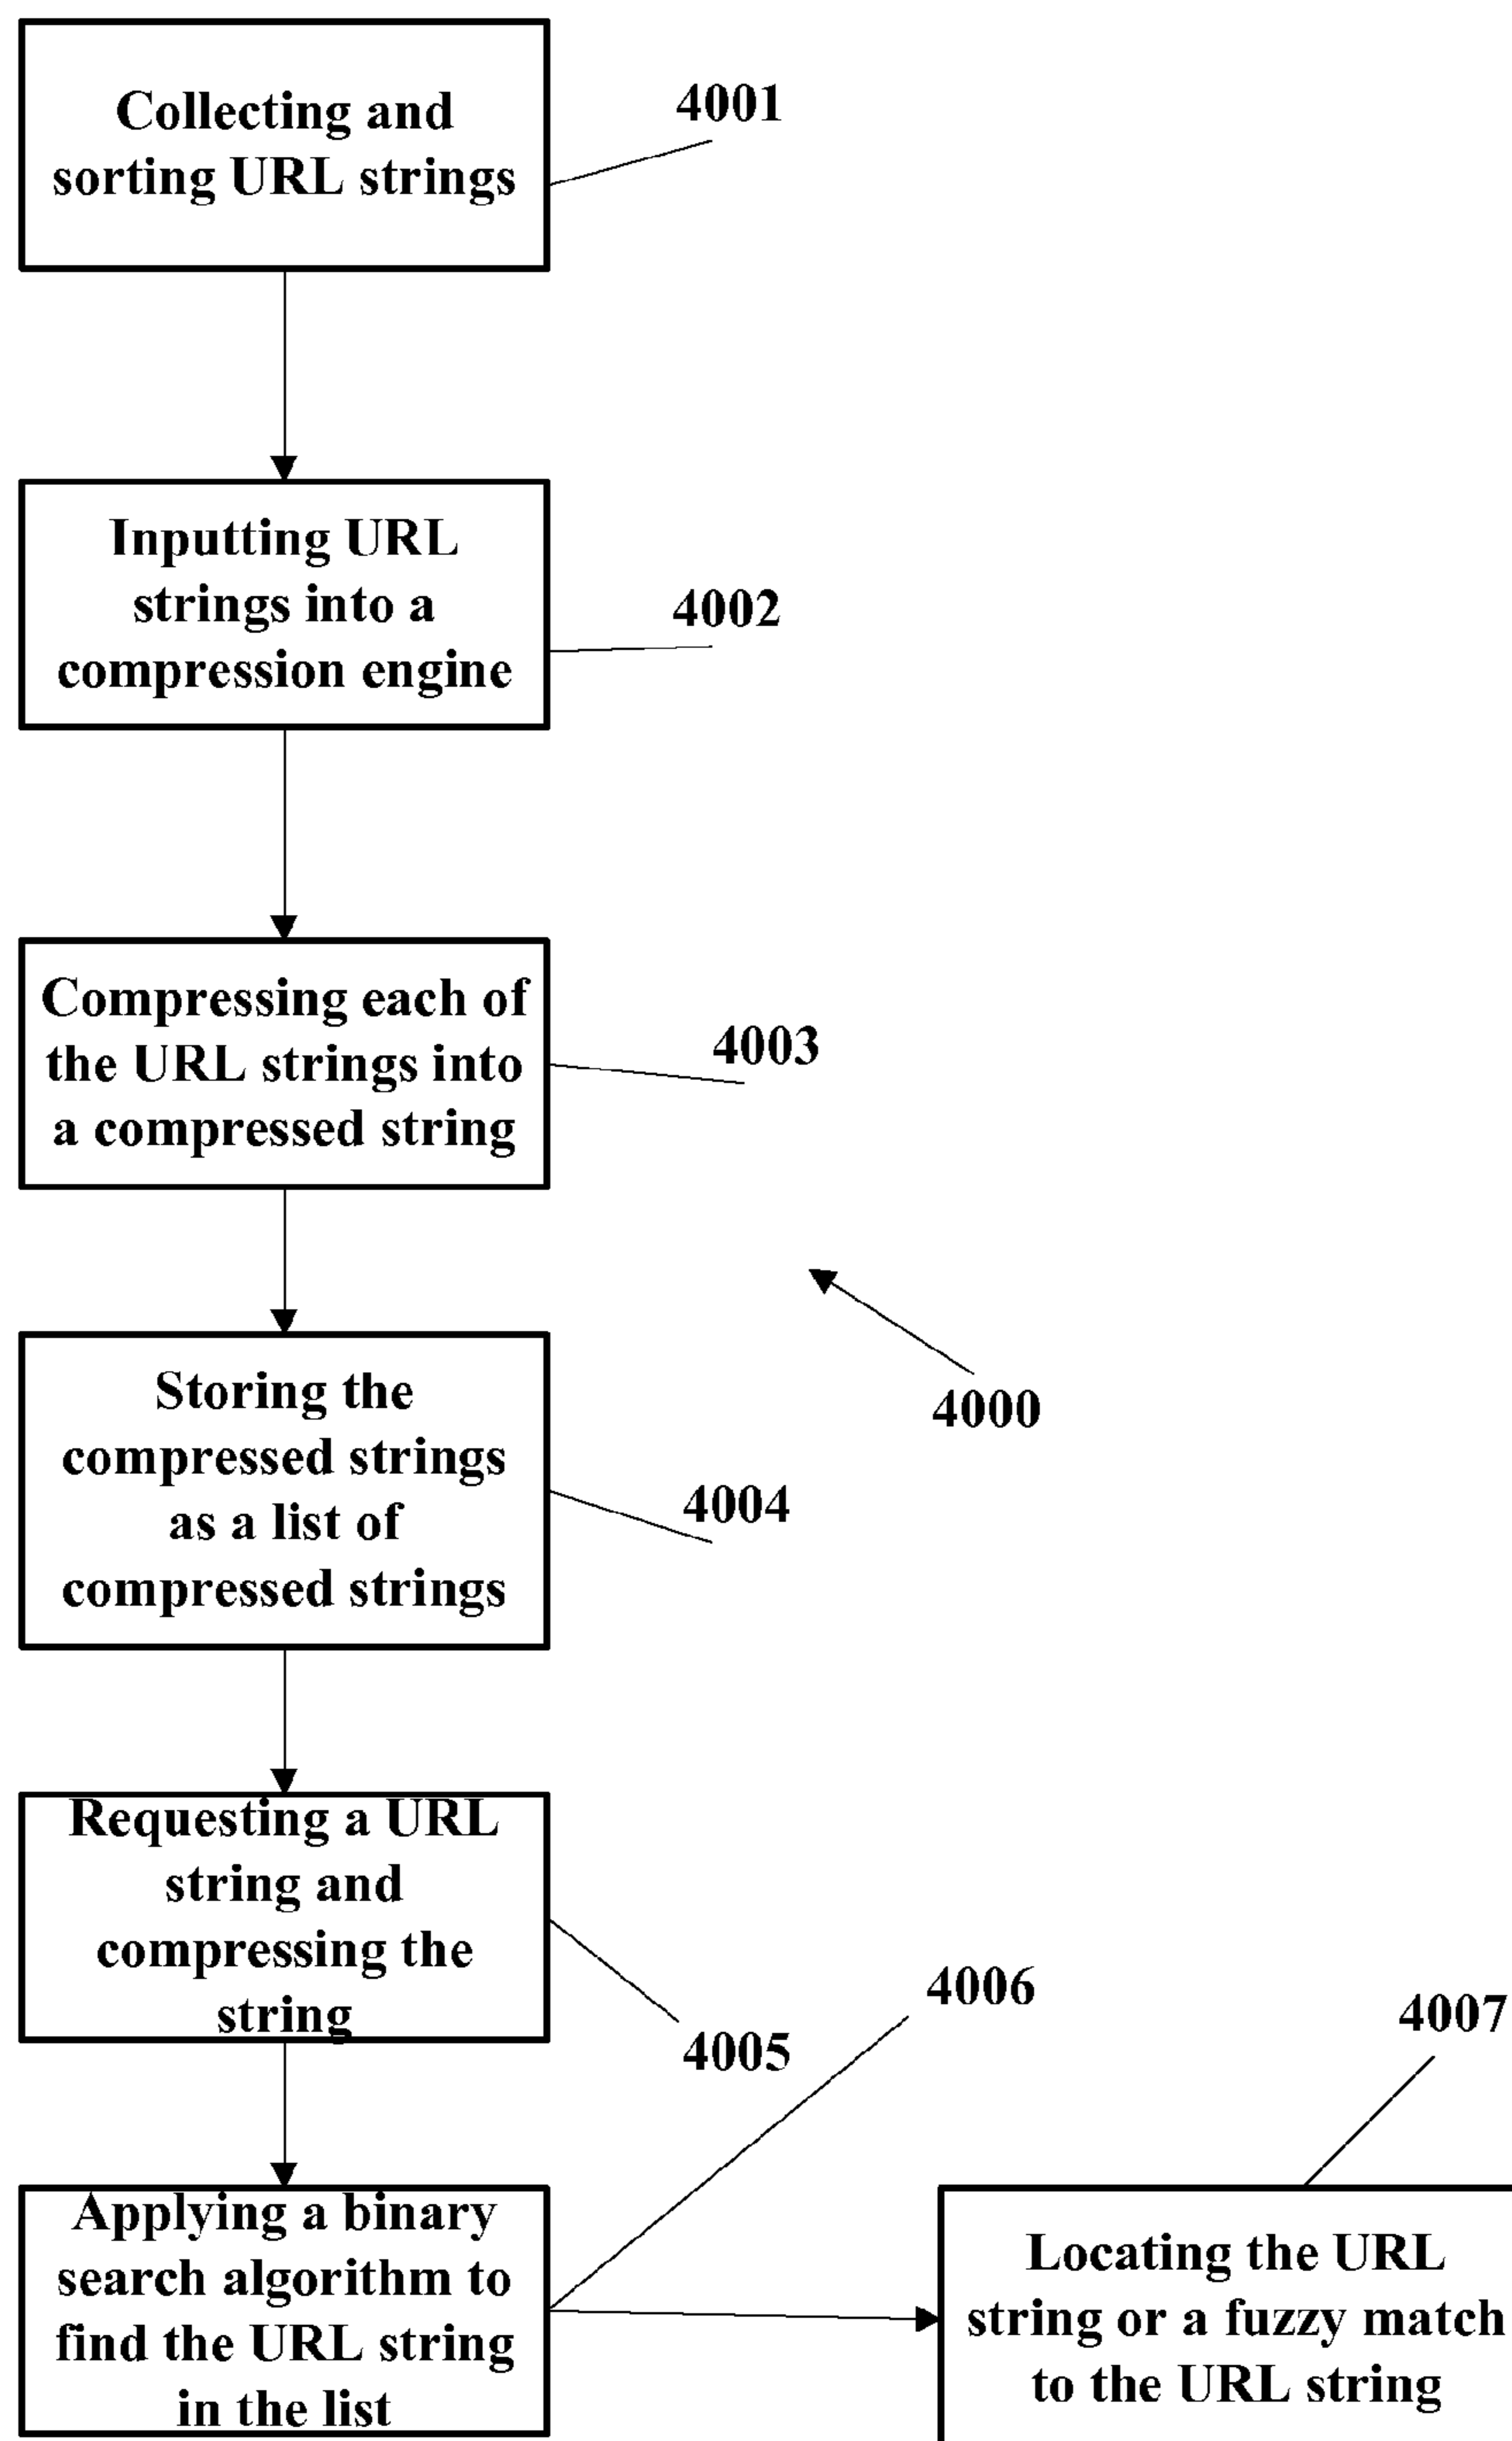 Collecting and
sorting URL strings
4001
Inputting URL
strings into a
compression engine
4002
Compressing each of
the URL strings into
a compressed string
4003
4000
Storing the
compressed strings
as a list of
compressed strings
4004
Requesting a URL
string and
compressing the
string
4005
4006
4007
Applying a binary
search algorithm to
find the URL string
in the list
Locating the URL
string or a fuzzy match
to the URL string